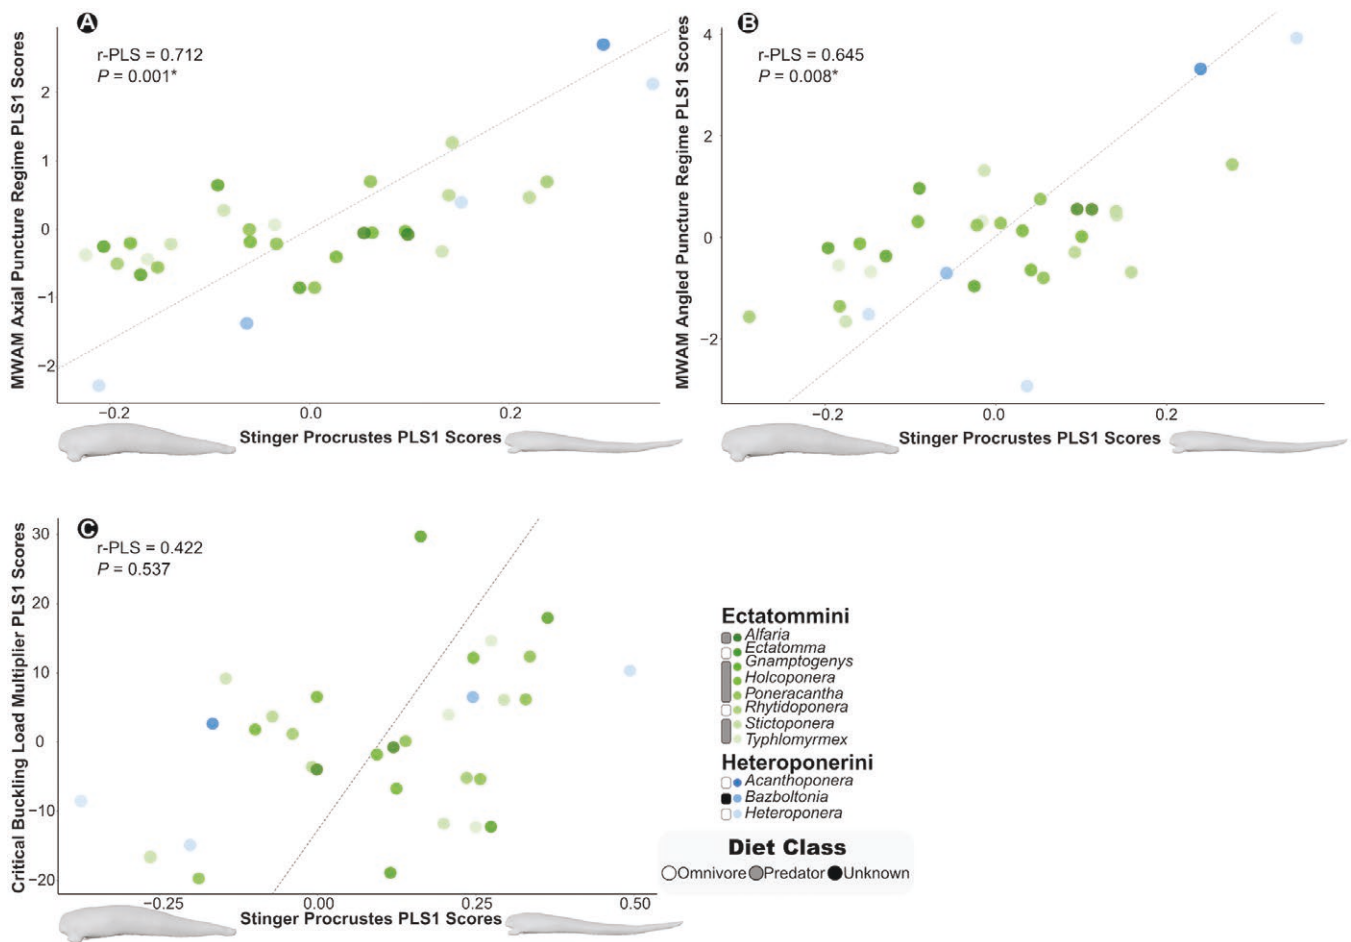 A
r-PLS = 0.712
P = 0.001*
MWAM Axial Puncture Regime PLS1 Scores
2
1
0
−1
−2
−0.2
0.0
0.2
Stinger Procrustes PLS1 Scores
B
r-PLS = 0.645
P = 0.008*
MWAM Angled Puncture Regime PLS1 Scores
4
2
0
−2
−0.2
0.0
0.2
Stinger Procrustes PLS1 Scores
C
r-PLS = 0.422
P = 0.537
Critical Buckling Load Multiplier PLS1 Scores
30
20
10
0
−10
−20
−0.25
0.00
0.25
0.50
Stinger Procrustes PLS1 Scores
Ectatommini
Alfaria
Ectatomma
Gnamptogenys
Holcoponera
Poneracantha
Rhytidoponera
Stictoponera
Typhlomyrmex
Heteroponerini
Acanthoponera
Bazboltonia
Heteroponera
Diet Class
Omnivore Predator Unknown